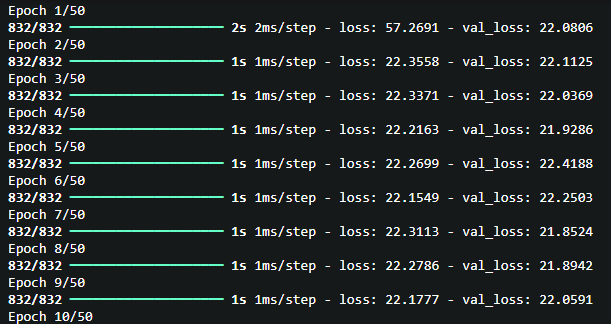 Epoch 1/50
832/832 ━━━━━━━━━━━━━━━━━━━━ 2s 2ms/step - loss: 57.2691 - val_loss: 22.0806
Epoch 2/50
832/832 ━━━━━━━━━━━━━━━━━━━━ 1s 1ms/step - loss: 22.3558 - val_loss: 22.1125
Epoch 3/50
832/832 ━━━━━━━━━━━━━━━━━━━━ 1s 1ms/step - loss: 22.3371 - val_loss: 22.0369
Epoch 4/50
832/832 ━━━━━━━━━━━━━━━━━━━━ 1s 1ms/step - loss: 22.2163 - val_loss: 21.9286
Epoch 5/50
832/832 ━━━━━━━━━━━━━━━━━━━━ 1s 1ms/step - loss: 22.2699 - val_loss: 22.4188
Epoch 6/50
832/832 ━━━━━━━━━━━━━━━━━━━━ 1s 1ms/step - loss: 22.1549 - val_loss: 22.2503
Epoch 7/50
832/832 ━━━━━━━━━━━━━━━━━━━━ 1s 1ms/step - loss: 22.3113 - val_loss: 21.8524
Epoch 8/50
832/832 ━━━━━━━━━━━━━━━━━━━━ 1s 1ms/step - loss: 22.2786 - val_loss: 21.8942
Epoch 9/50
832/832 ━━━━━━━━━━━━━━━━━━━━ 1s 1ms/step - loss: 22.1777 - val_loss: 22.0591
Epoch 10/50